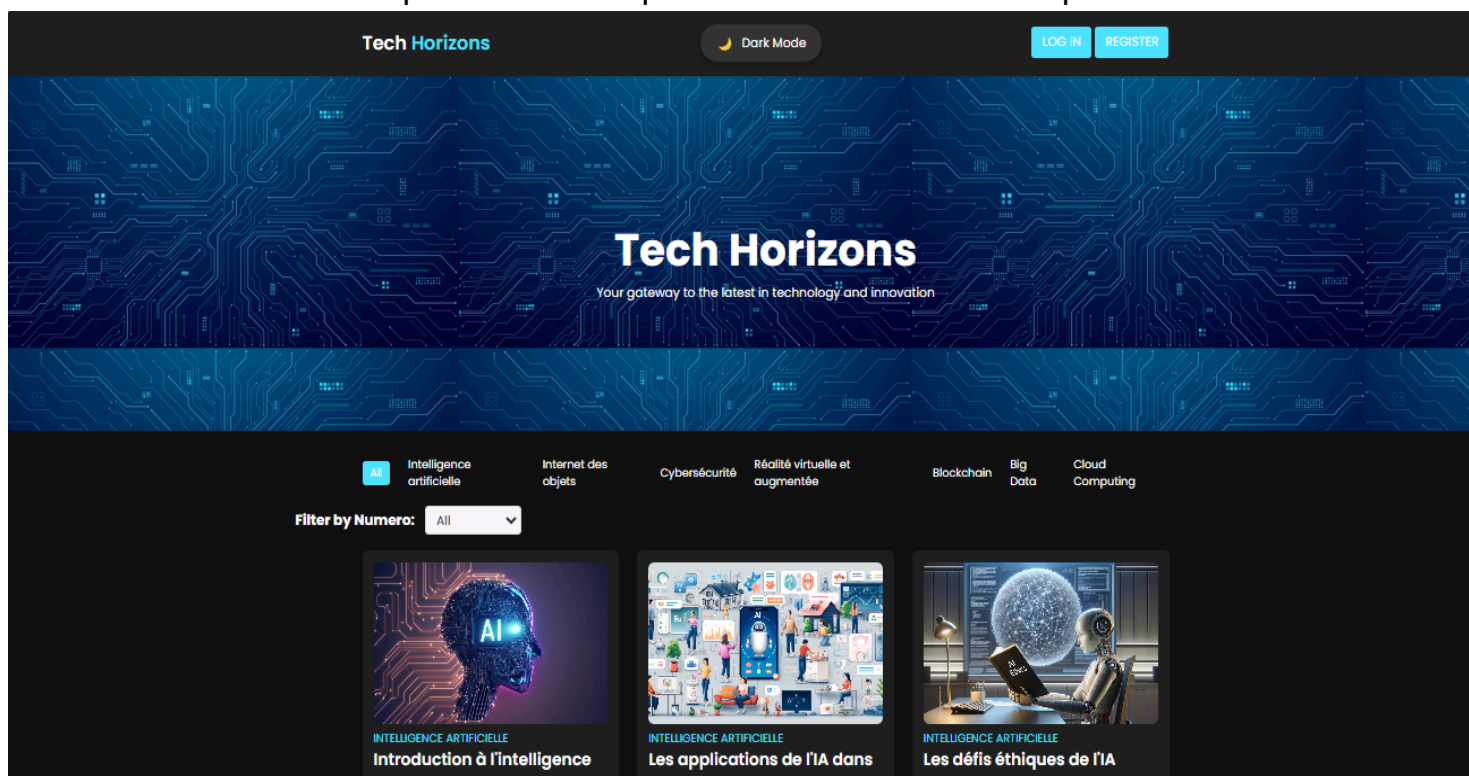 Tech Horizons
🌙 Dark Mode
LOG IN
REGISTER
Tech Horizons
Your gateway to the latest in technology and innovation
All
Intelligence
artificielle
Internet des
objets
Cybersécurité
Réalité virtuelle et
augmentée
Blockchain
Big
Data
Cloud
Computing
Filter by Numero:
All
AI
AI
AI
Ethics
INTELLIGENCE ARTIFICIELLE
Introduction à l'intelligence
INTELLIGENCE ARTIFICIELLE
Les applications de l'IA dans
INTELLIGENCE ARTIFICIELLE
Les défis éthiques de l'IA